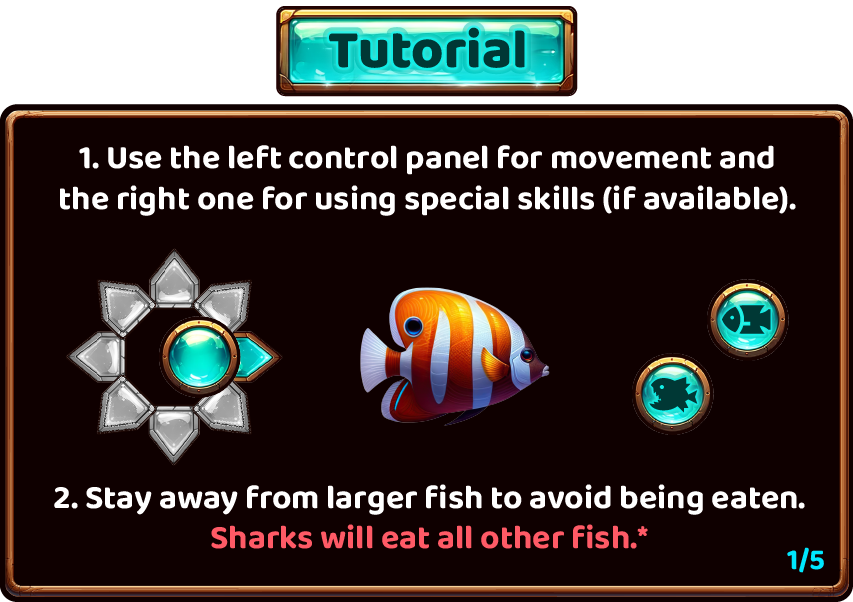 Tutorial
1. Use the left control panel for movement and
the right one for using special skills (if available).
2. Stay away from larger fish to avoid being eaten.
Sharks will eat all other fish.*
1/5